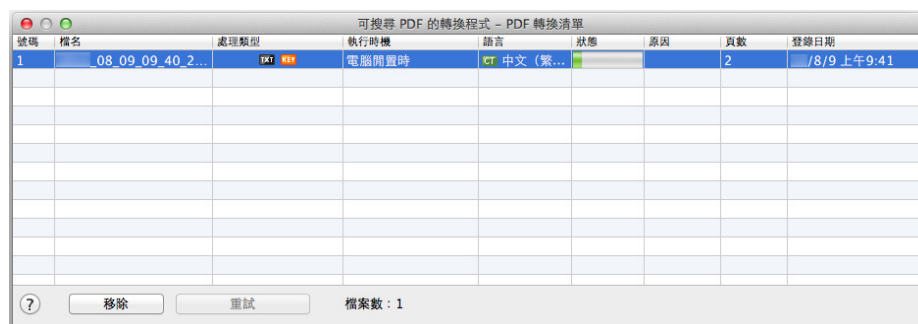 可搜尋 PDF 的轉換程式 – PDF 轉換清單
號碼 檔名 處理類型 執行時機 語言 狀態 原因 頁數 登錄日期
1 _08_09_09_40_2... TXT KEY 電腦閒置時 CT 中文（繁... 2 /8/9 上午9:41
? 移除 重試 檔案數：1